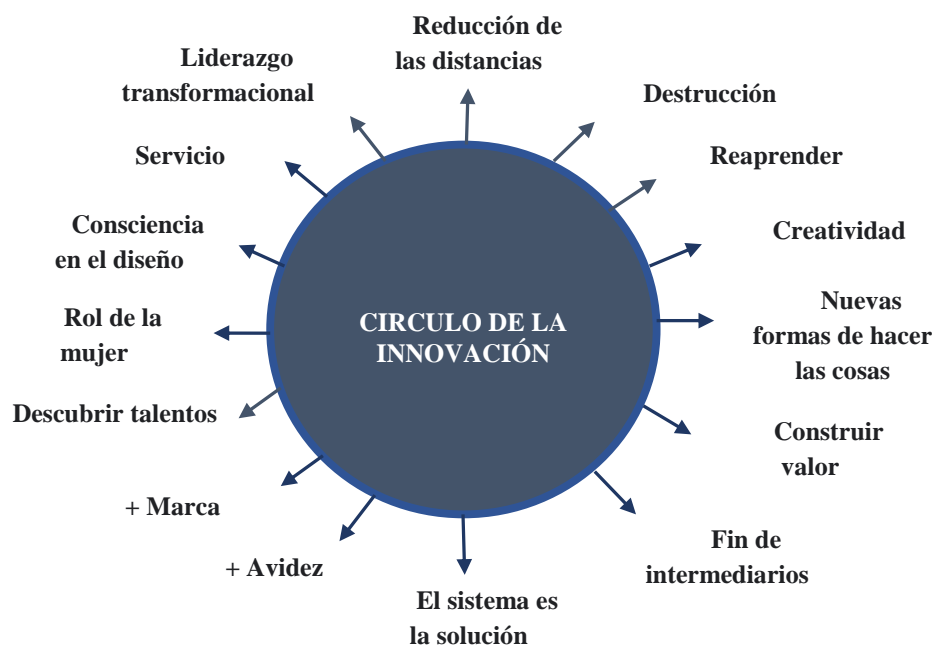 Reducción de
las distancias
Destrucción
Reaprender
Creatividad
Nuevas
formas de hacer
las cosas
Construir
valor
Fin de
intermediarios
El sistema es
la solución
+ Avidez
+ Marca
Descubrir talentos
Rol de la
mujer
Consciencia
en el diseño
Servicio
Liderazgo
transformacional
CIRCULO DE LA
INNOVACIÓN